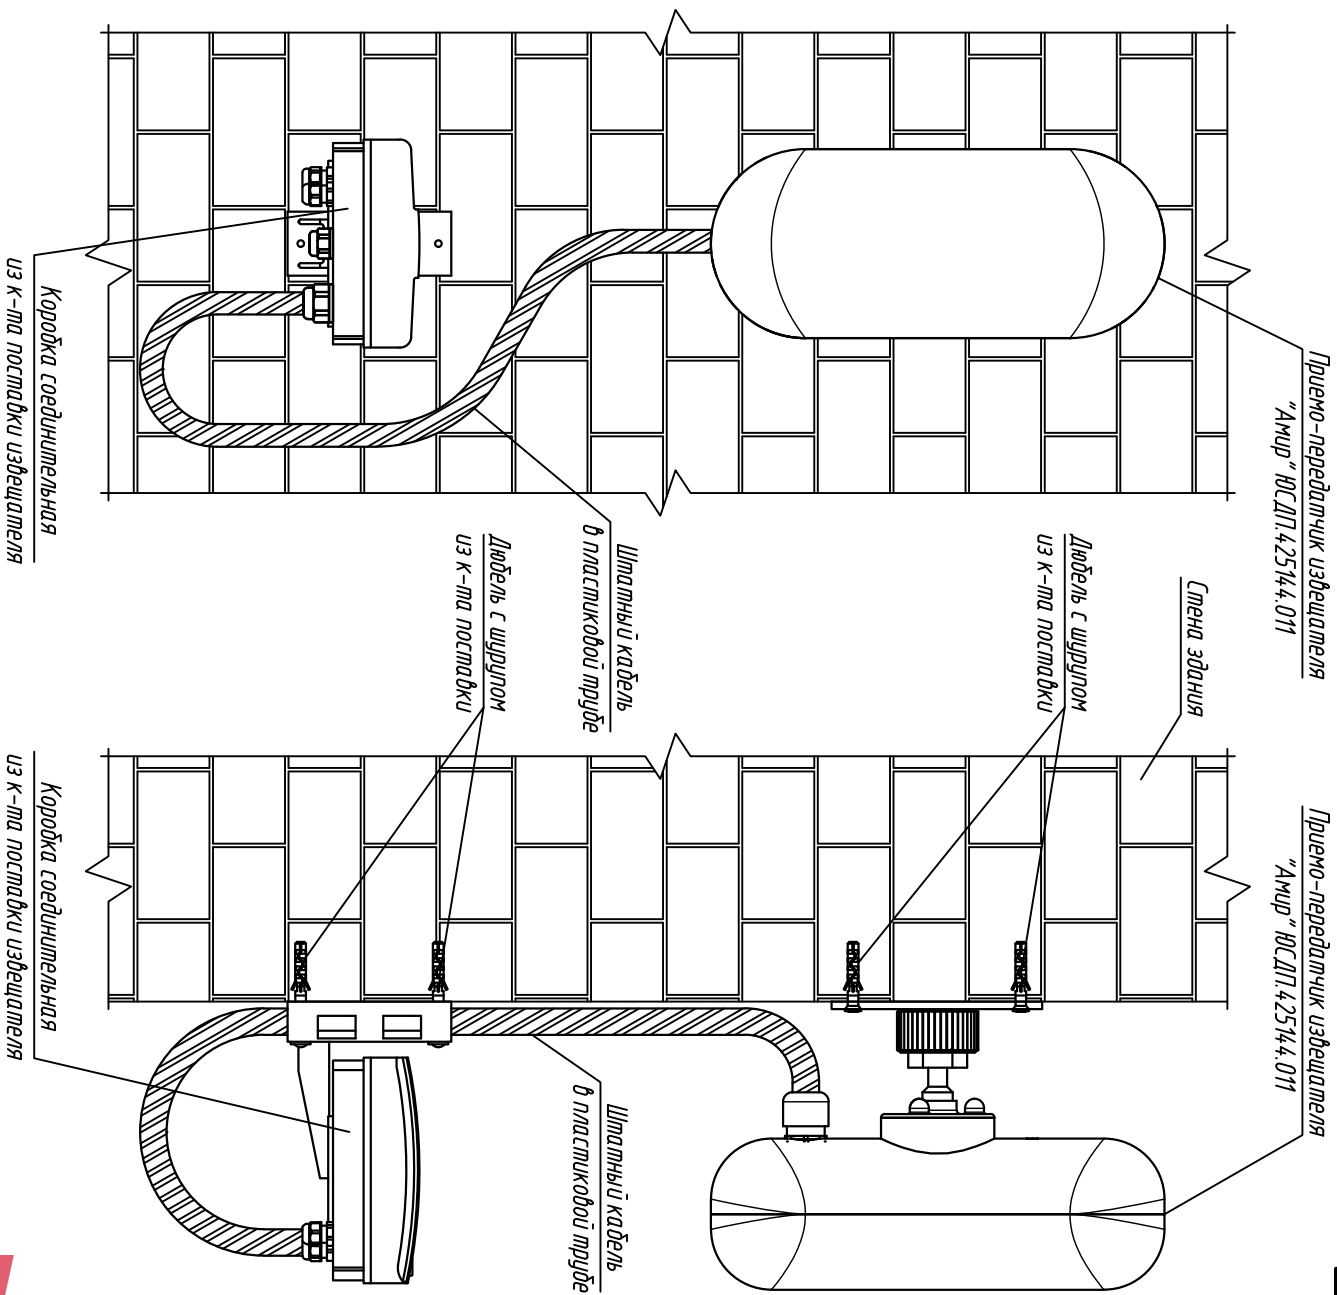 Приемо-передатчик извещателя
"Амир" ЮСДП.425144.011
Штатный кабель
в пластиковой трубе
Коробка соединительная
из к-та поставки извещателя
Стена здания
Дюбель с шурупом
из к-та поставки
Дюбель с шурупом
из к-та поставки
Приемо-передатчик извещателя
"Амир" ЮСДП.425144.011
Штатный кабель
в пластиковой трубе
Коробка соединительная
из к-та поставки извещателя